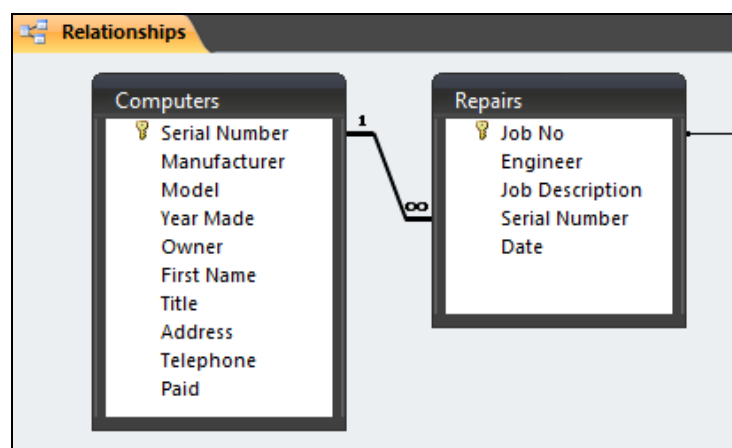 Relationships
Computers
Serial Number
Manufacturer
Model
Year Made
Owner
First Name
Title
Address
Telephone
Paid
1
∞
Repairs
Job No
Engineer
Job Description
Serial Number
Date